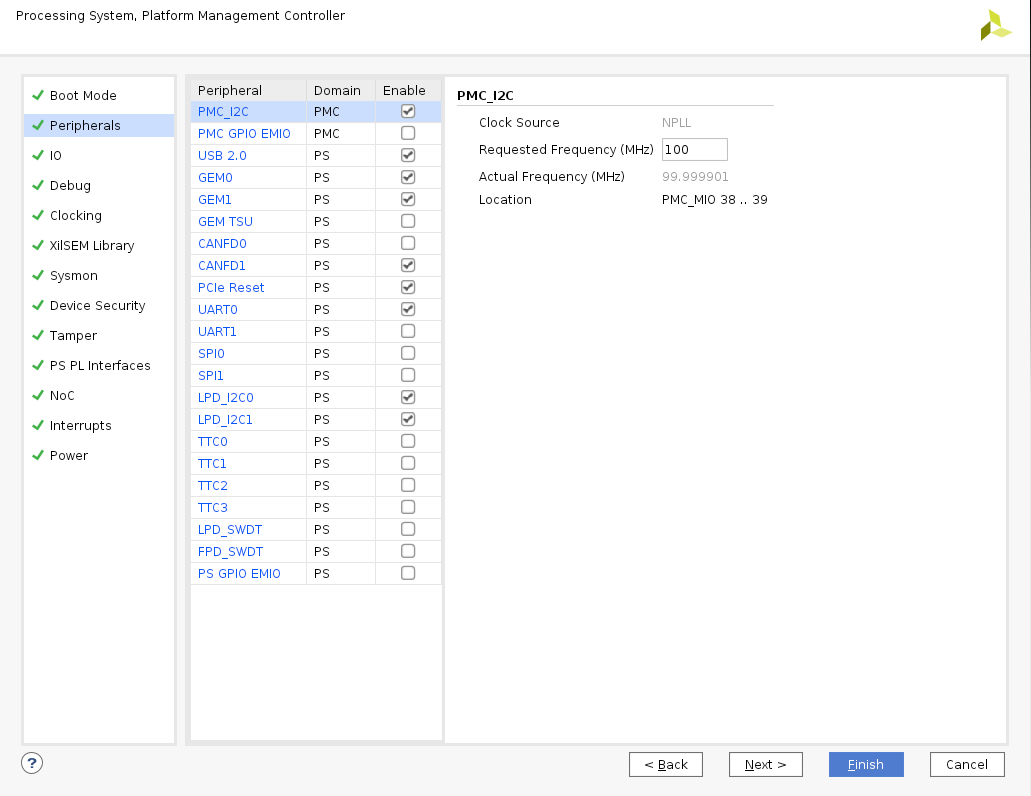 Processing System, Platform Management Controller
Boot Mode
Peripherals
IO
Debug
Clocking
XilSEM Library
Sysmon
Device Security
Tamper
PS PL Interfaces
NoC
Interrupts
Power
Peripheral Domain Enable
PMC_I2C PMC
PMC GPIO EMIO PMC
USB 2.0 PS
GEM0 PS
GEM1 PS
GEM TSU PS
CANFD0 PS
CANFD1 PS
PCIe Reset PS
UART0 PS
UART1 PS
SPI0 PS
SPI1 PS
LPD_I2C0 PS
LPD_I2C1 PS
TTC0 PS
TTC1 PS
TTC2 PS
TTC3 PS
LPD_SWDT PS
FPD_SWDT PS
PS GPIO EMIO PS
PMC_I2C
Clock Source NPLL
Requested Frequency (MHz) 100
Actual Frequency (MHz) 99.999901
Location PMC_MIO 38 .. 39
?
< Back Next > Finish Cancel